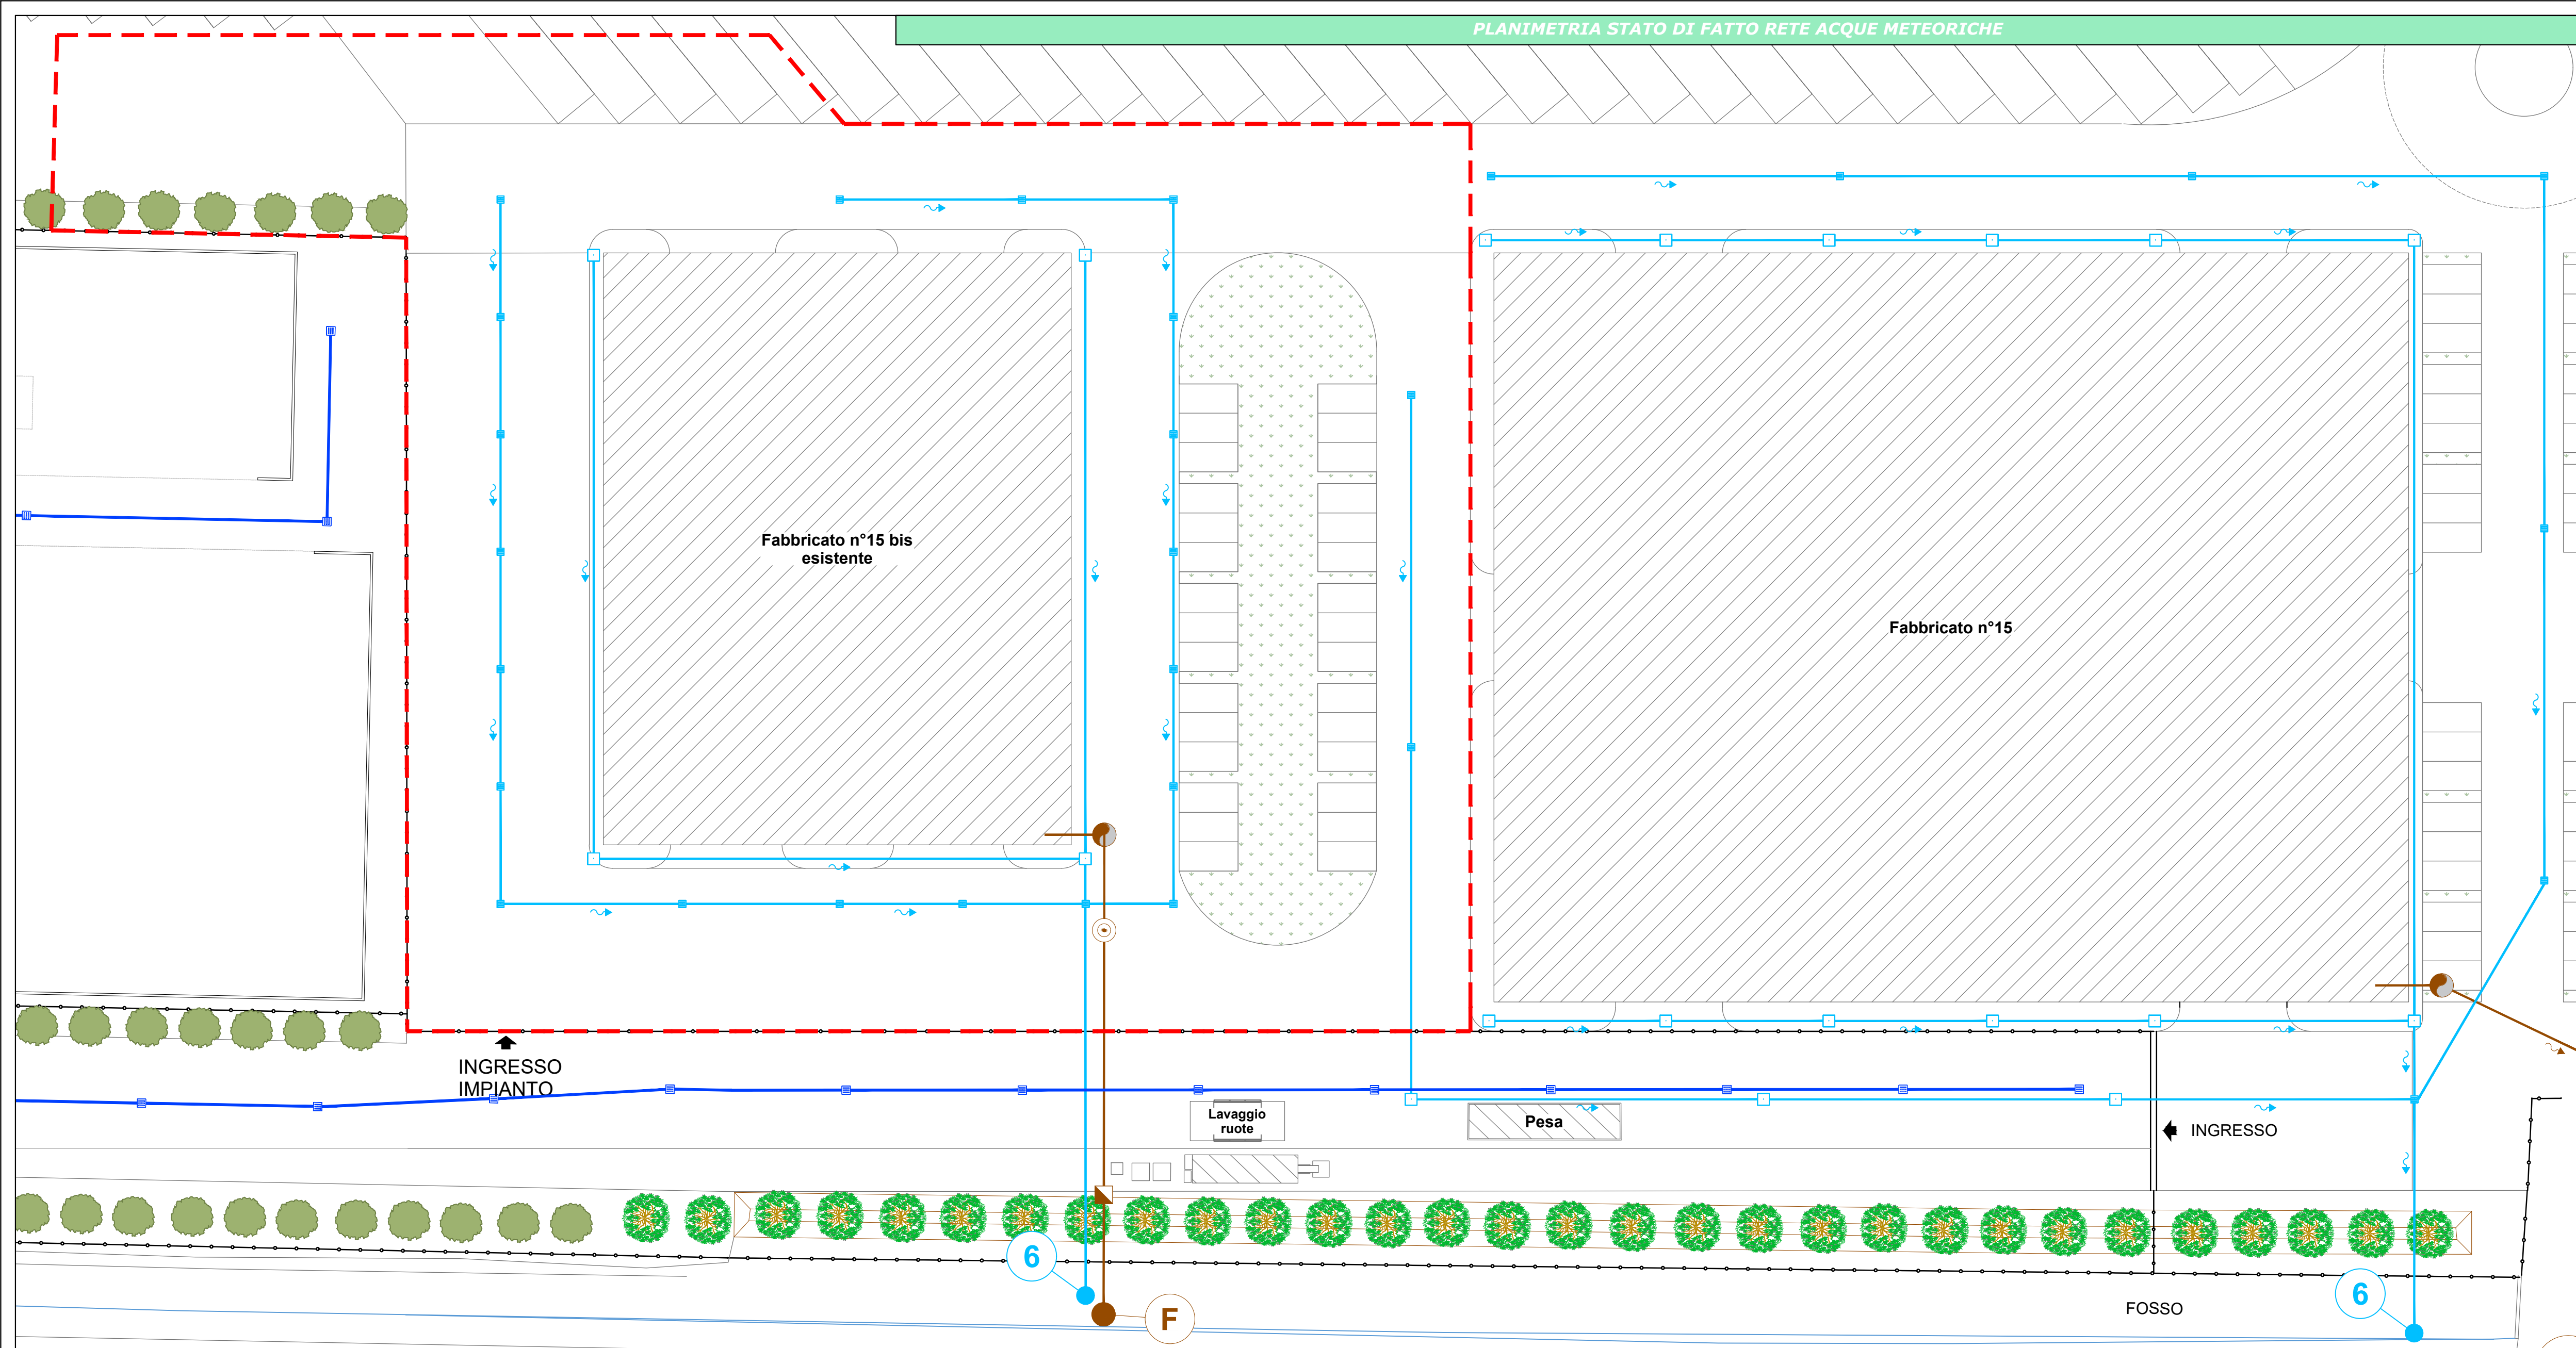 PLANIMETRIA STATO DI FATTO RETE ACQUE METEORICHE
Fabbricato n°15 bis
esistente
Fabbricato n°15
INGRESSO
IMPIANTO
Lavaggio
ruote
Pesa
INGRESSO
6
F
6
FOSSO